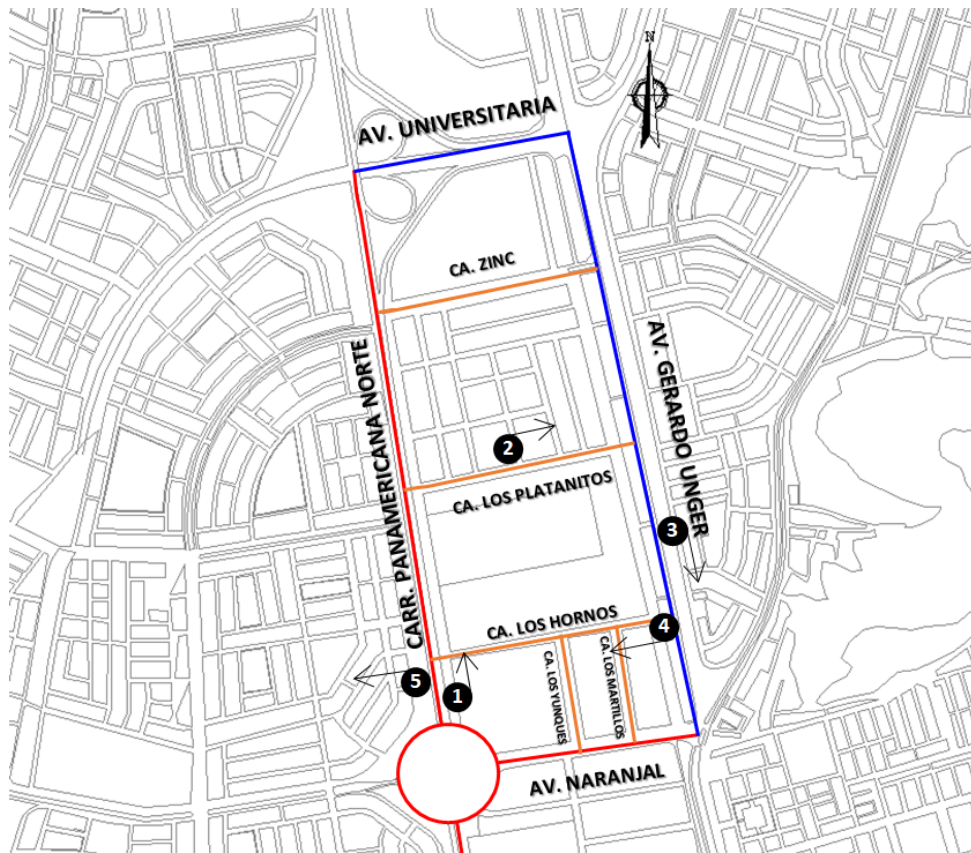 N
AV. UNIVERSITARIA
CA. ZINC
CARR. PANAMERICANA NORTE
AV. GERARDO UNGER
2
CA. LOS PLATANITOS
3
CA. LOS HORNOS
4
5
1
CA. LOS YUNQUES
CA. LOS MARTILLOS
AV. NARANJAL